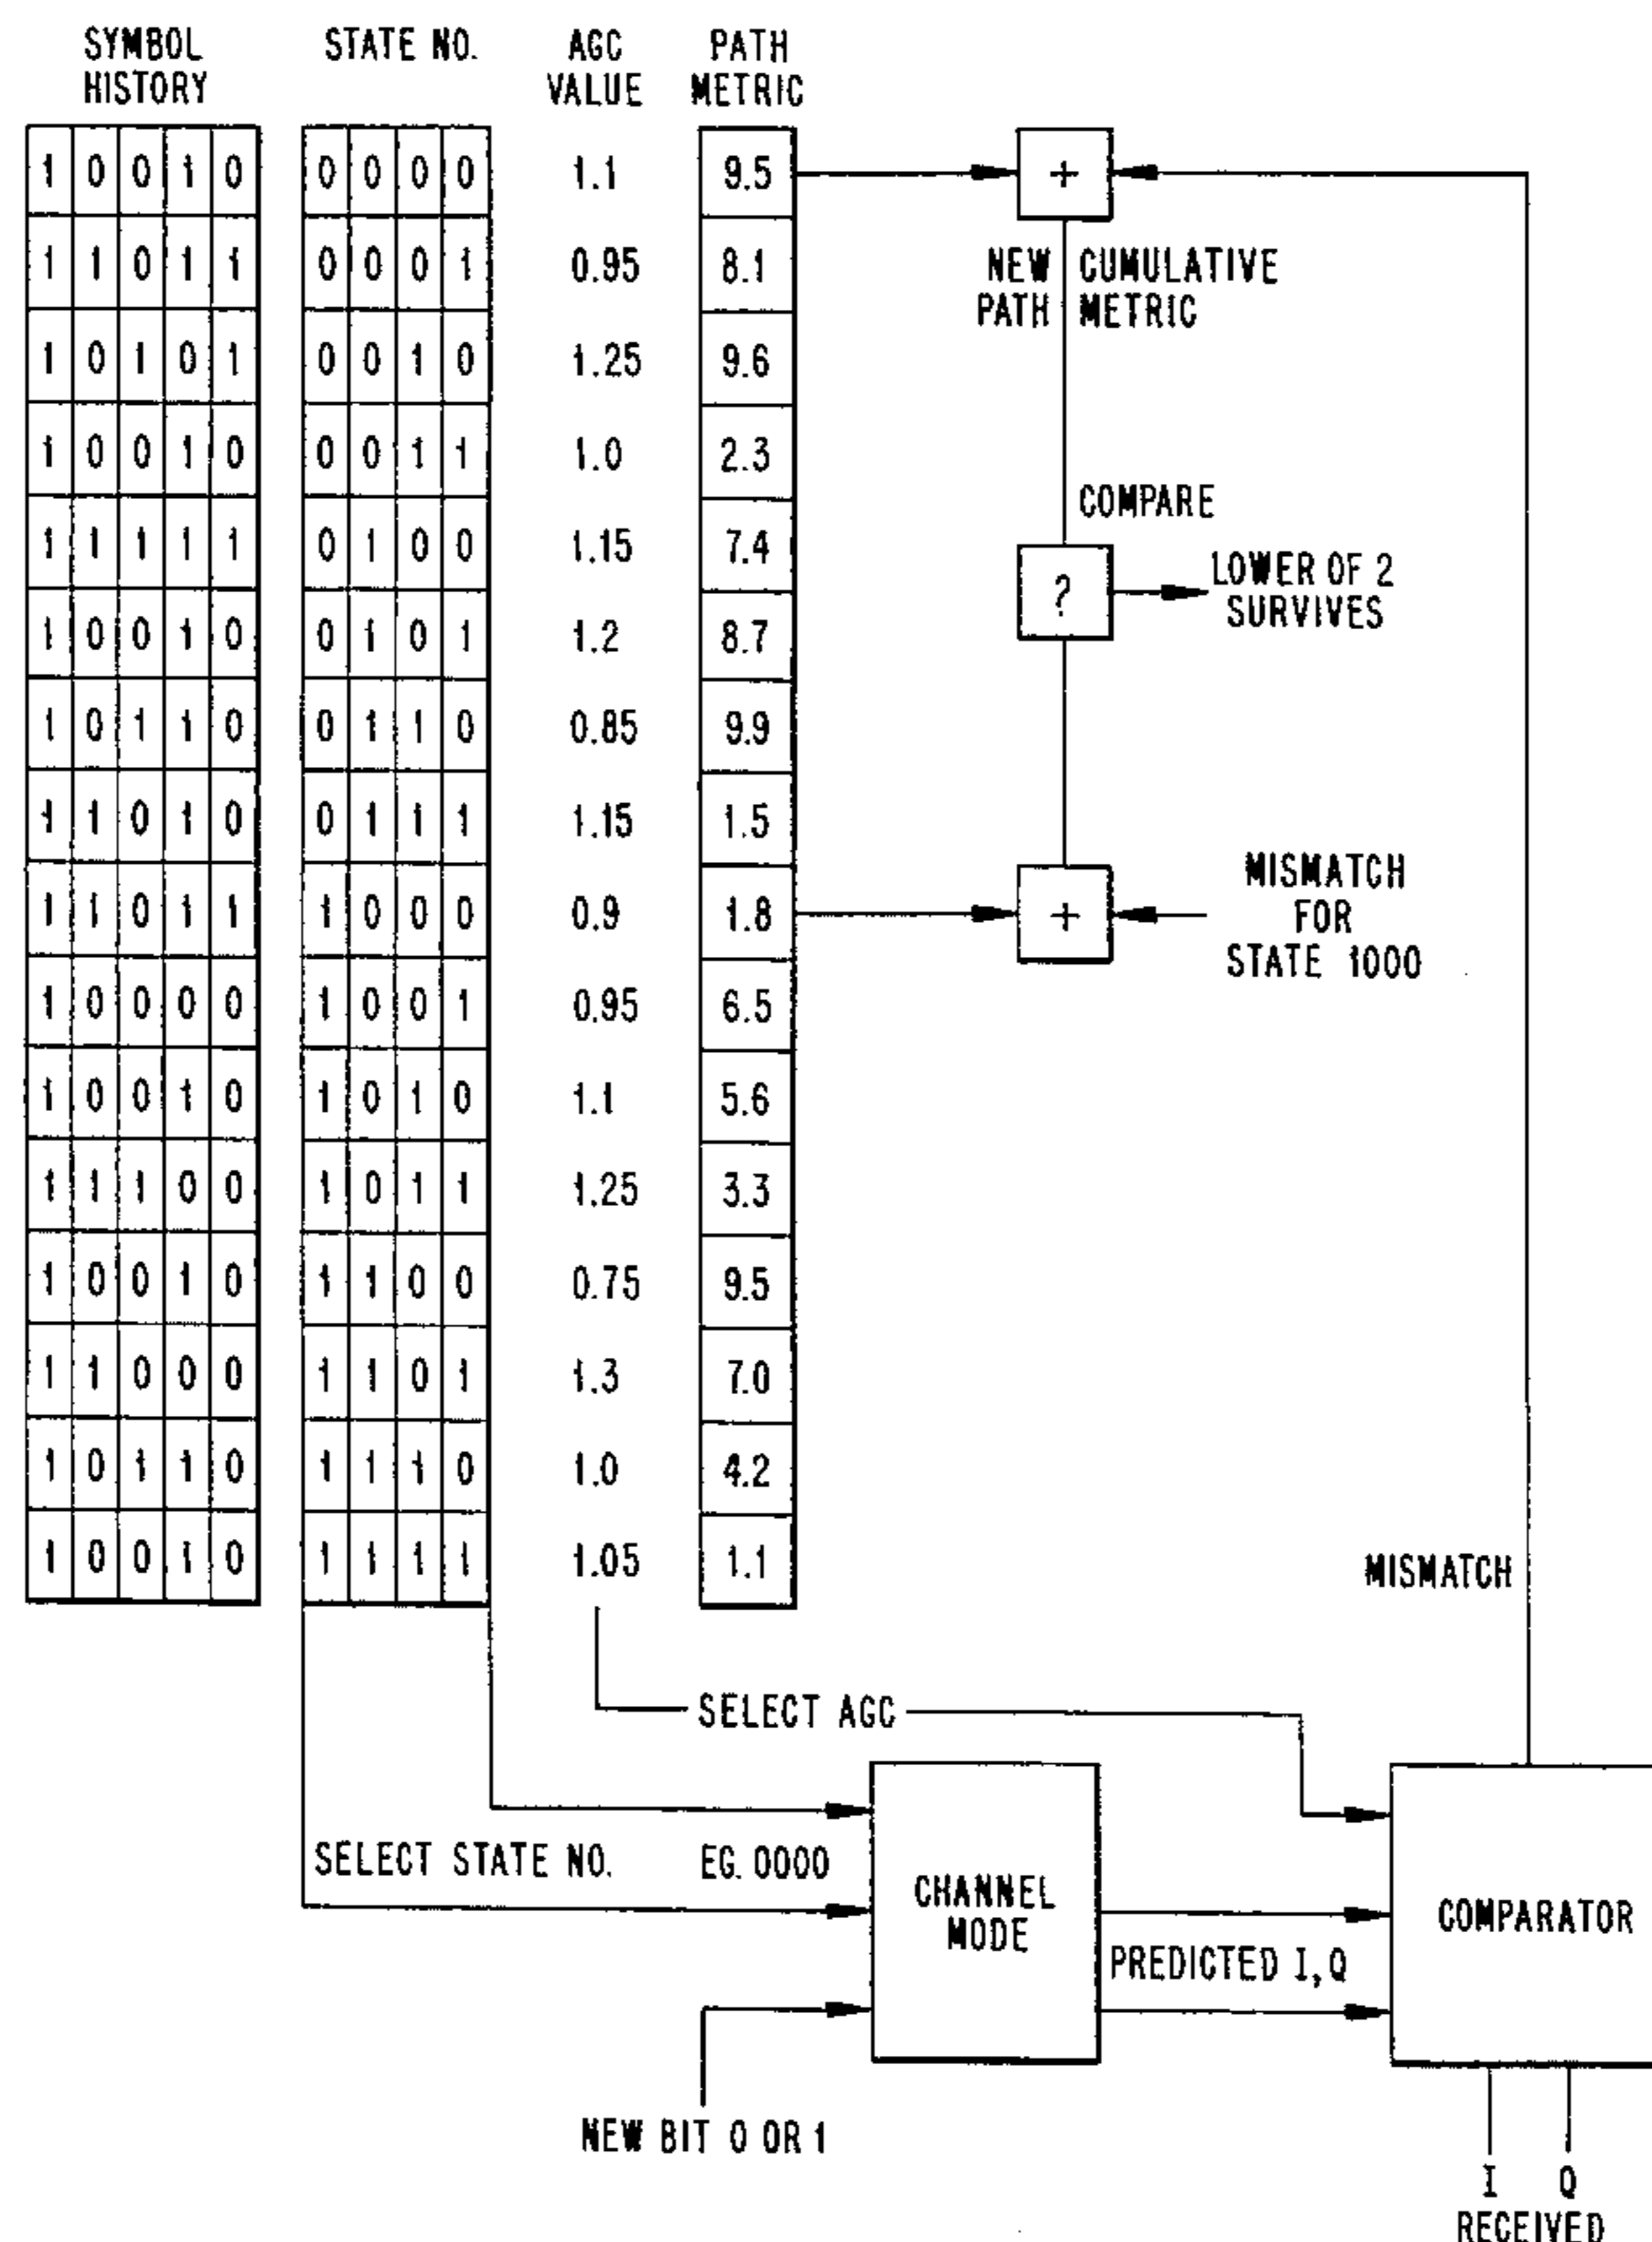 SYMBOL HISTORY STATE NO. AGC VALUE PATH METRIC
1 0 0 1 0 0 0 0 0 1.1 9.5 +
1 1 0 1 1 0 0 0 1 0.95 8.1
NEW CUMULATIVE
PATH METRIC
1 0 1 0 1 0 0 1 0 1.25 9.6
1 0 0 1 0 0 0 1 1 1.0 2.3
COMPARE
1 1 1 1 1 0 1 0 0 1.15 7.4
?
LOWER OF 2
SURVIVES
1 0 0 1 0 0 1 0 1 1.2 8.7
1 0 1 1 0 0 1 1 0 0.85 9.9
1 1 0 1 0 0 1 1 1 1.15 1.5
1 1 0 1 1 1 0 0 0 0.9 1.8 +
MISMATCH
FOR
STATE 1000
1 0 0 0 0 1 0 0 1 0.95 6.5
1 0 0 1 0 1 0 1 0 1.1 5.6
1 1 1 0 0 1 0 1 1 1.25 3.3
1 0 0 1 0 1 1 0 0 0.75 9.5
1 1 0 0 0 1 1 0 1 1.3 7.0
1 0 1 1 0 1 1 1 0 1.0 4.2
1 0 0 1 0 1 1 1 1 1.05 1.1
MISMATCH
SELECT AGC
SELECT STATE NO. EG. 0000
CHANNEL
MODE
PREDICTED I,Q
COMPARATOR
NEW BIT 0 OR 1
I Q
RECEIVED